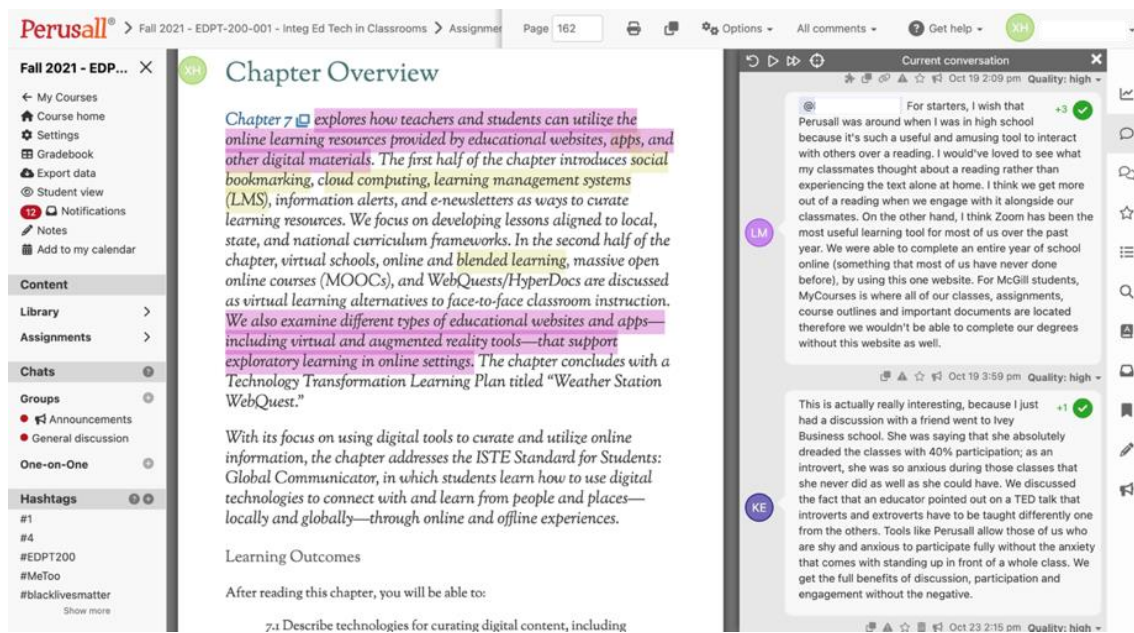 Perusall® > Fall 2021 - EDPT-200-001 - Integ Ed Tech in Classrooms > Assignmer
Page 162
Options
All comments
Get help
XH
Fall 2021 - EDP... X
← My Courses
Course home
Settings
Gradebook
Export data
Student view
12 Notifications
Notes
Add to my calendar
Content
Library >
Assignments >
Chats
Groups
Announcements
General discussion
One-on-One
Hashtags
#1
#4
#EDPT200
#MeToo
#blacklivesmatter
Show more
XH
Chapter Overview
Chapter 7 explores how teachers and students can utilize the
online learning resources provided by educational websites, apps, and
other digital materials. The first half of the chapter introduces social
bookmarking, cloud computing, learning management systems
(LMS), information alerts, and e-newsletters as ways to curate
learning resources. We focus on developing lessons aligned to local,
state, and national curriculum frameworks. In the second half of the
chapter, virtual schools, online and blended learning, massive open
online courses (MOOCs), and WebQuests/HyperDocs are discussed
as virtual learning alternatives to face-to-face classroom instruction.
We also examine different types of educational websites and apps—
including virtual and augmented reality tools—that support
exploratory learning in online settings. The chapter concludes with a
Technology Transformation Learning Plan titled “Weather Station
WebQuest.”
With its focus on using digital tools to curate and utilize online
information, the chapter addresses the ISTE Standard for Students:
Global Communicator, in which students learn how to use digital
technologies to connect with and learn from people and places—
locally and globally—through online and offline experiences.
Learning Outcomes
After reading this chapter, you will be able to:
7.1 Describe technologies for curating digital content, including
Current conversation
Oct 19 2:09 pm Quality: high
@ For starters, I wish that +3
Perusall was around when I was in high school
because it's such a useful and amusing tool to interact
with others over a reading. I would've loved to see what
my classmates thought about a reading rather than
experiencing the text alone at home. I think we get more
out of a reading when we engage with it alongside our
classmates. On the other hand, I think Zoom has been the
LM
most useful learning tool for most of us over the past
year. We were able to complete an entire year of school
online (something that most of us have never done
before), by using this one website. For McGill students,
MyCourses is where all of our classes, assignments,
course outlines and important documents are located
therefore we wouldn't be able to complete our degrees
without this website as well.
Oct 19 3:59 pm Quality: high
This is actually really interesting, because I just +1
had a discussion with a friend went to Ivey
Business school. She was saying that she absolutely
dreaded the classes with 40% participation; as an
introvert, she was so anxious during those classes that
she never did as well as she could have. We discussed
the fact that an educator pointed out on a TED talk that
KE
introverts and extroverts have to be taught differently one
from the others. Tools like Perusall allow those of us who
are shy and anxious to participate fully without the anxiety
that comes with standing up in front of a whole class. We
get the full benefits of discussion, participation and
engagement without the negative.
Oct 23 2:15 pm Quality: high